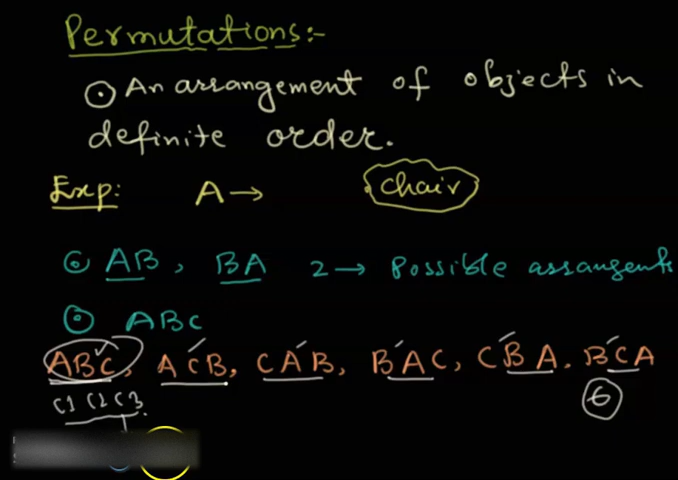 Permutations:-
⊙ An arrangement of objects in
definite order.
Exp: A → chair
⊙ AB, BA 2 → Possible assangents
⊙ ABC
ABC, ACB, CAB, BAC, CBA. BCA
C1 C2 C3. 6